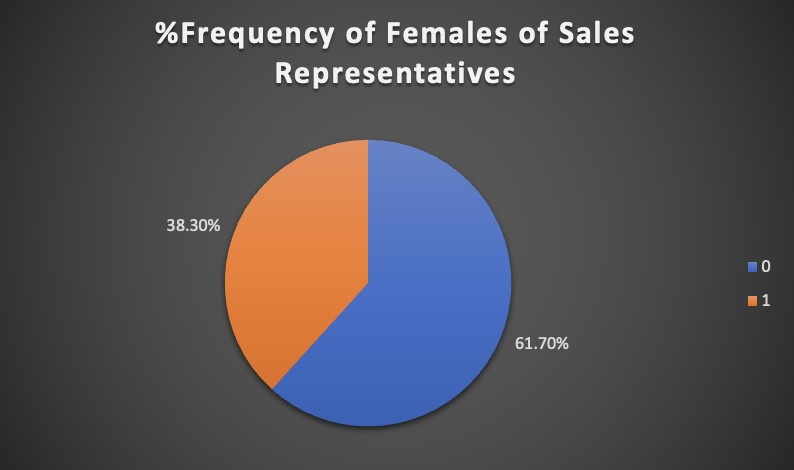 %Frequency of Females of Sales
Representatives
38.30%
61.70%
0
1